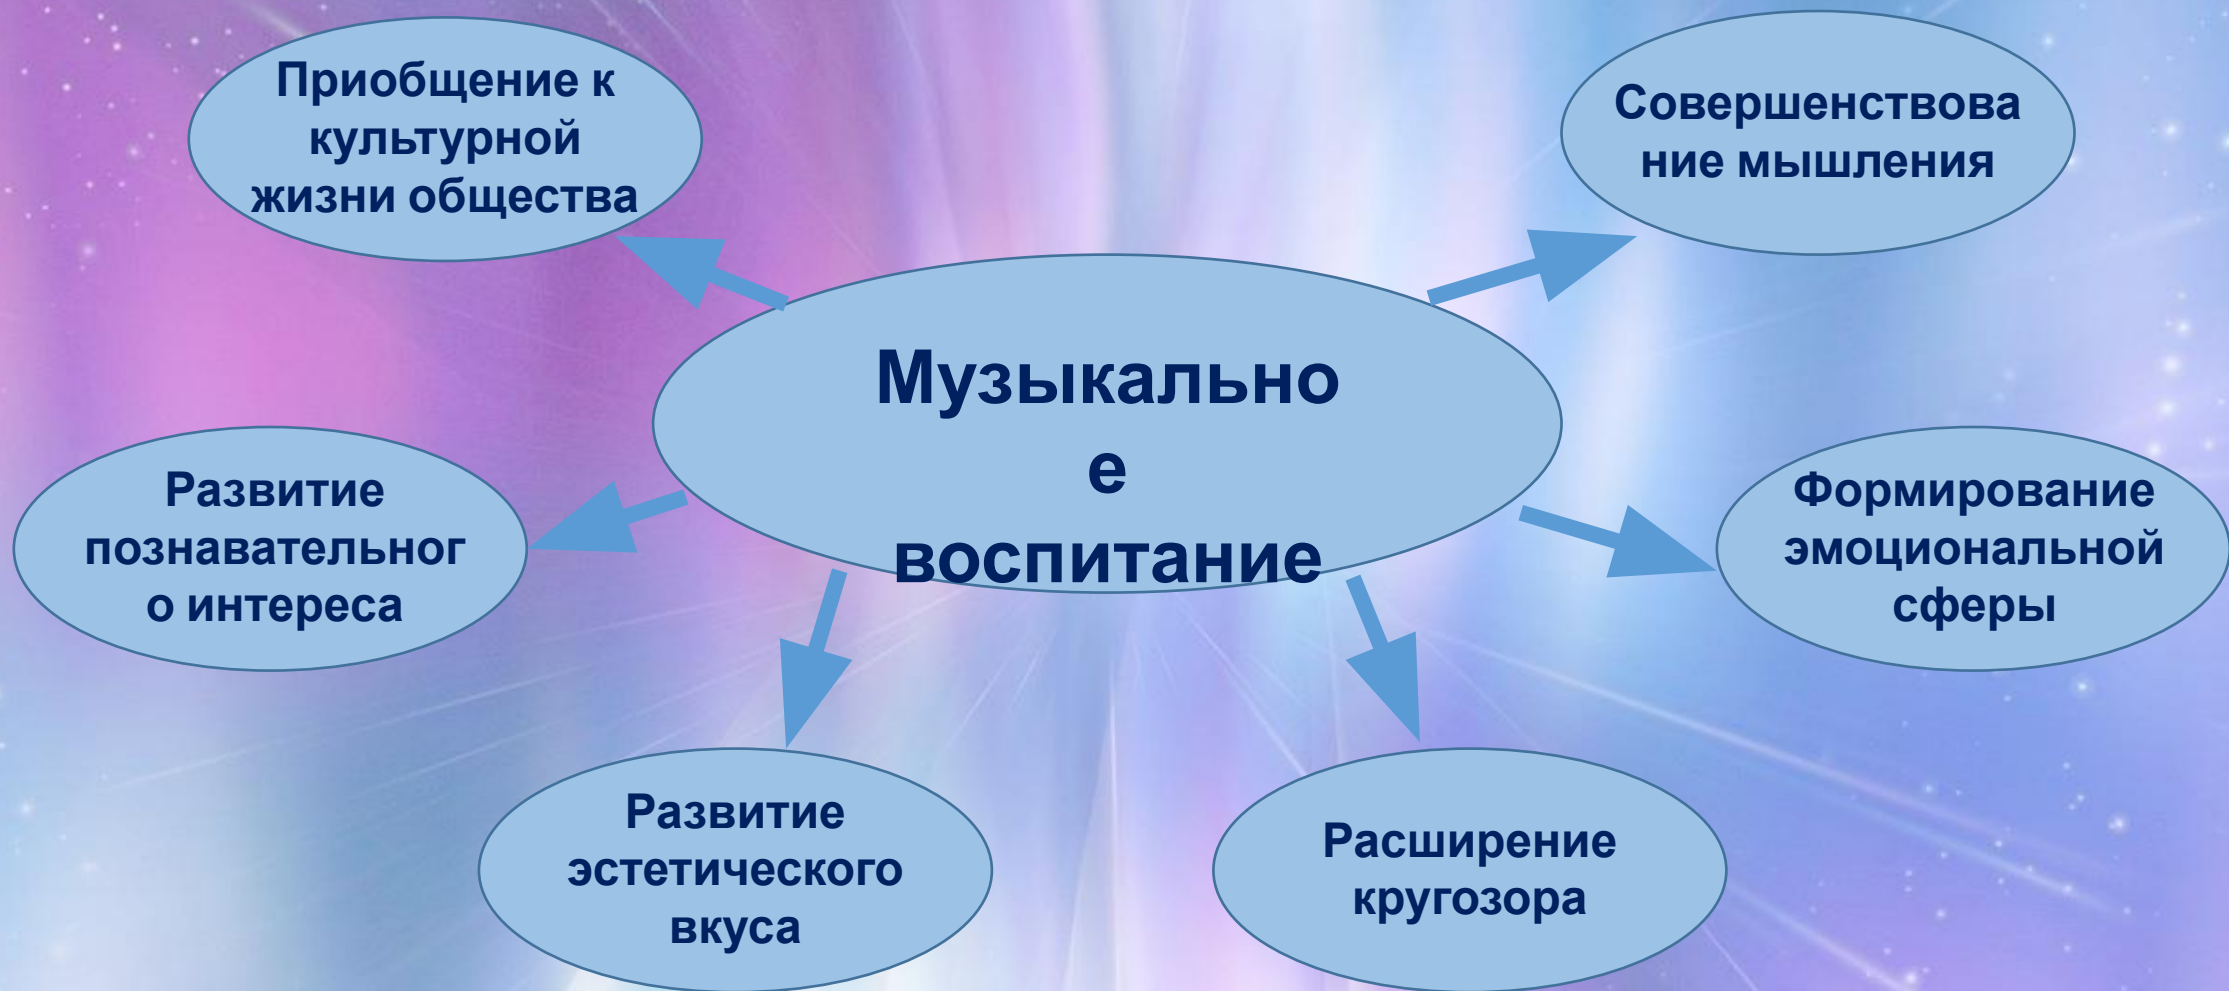 Приобщение к
культурной
жизни общества
Совершенствова
ние мышления
Музыкально
е
воспитание
Развитие
познавательног
о интереса
Формирование
эмоциональной
сферы
Развитие
эстетического
вкуса
Расширение
кругозора